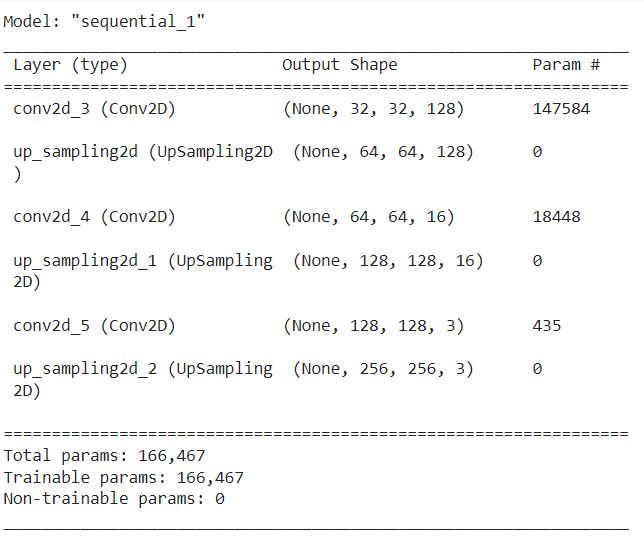 Model: "sequential_1"
Layer (type) Output Shape Param #
conv2d_3 (Conv2D) (None, 32, 32, 128) 147584
up_sampling2d (UpSampling2D (None, 64, 64, 128) 0
)
conv2d_4 (Conv2D) (None, 64, 64, 16) 18448
up_sampling2d_1 (UpSampling (None, 128, 128, 16) 0
2D)
conv2d_5 (Conv2D) (None, 128, 128, 3) 435
up_sampling2d_2 (UpSampling (None, 256, 256, 3) 0
2D)
Total params: 166,467
Trainable params: 166,467
Non-trainable params: 0